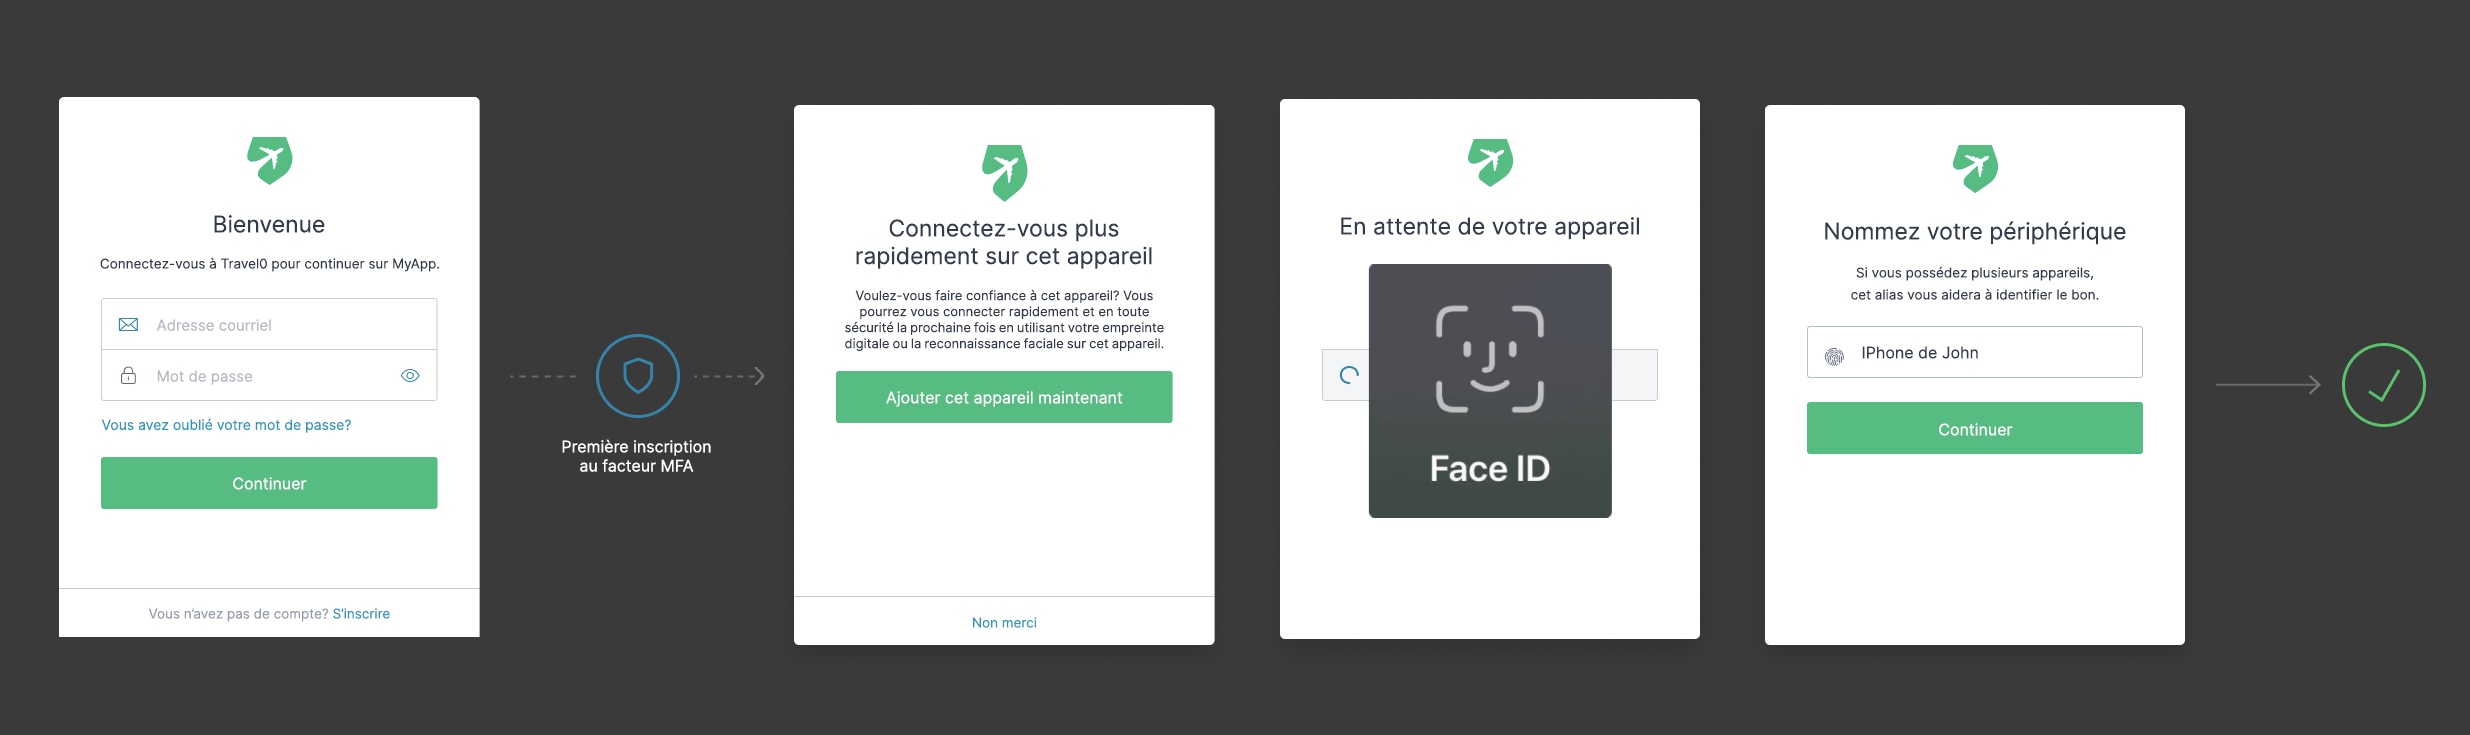 Bienvenue
Connectez-vous à Travel0 pour continuer sur MyApp.
Adresse courriel
Mot de passe
Vous avez oublié votre mot de passe?
Continuer
Vous n’avez pas de compte? S’inscrire
Première inscription
au facteur MFA
Connectez-vous plus
rapidement sur cet appareil
Voulez-vous faire confiance à cet appareil? Vous
pourrez vous connecter rapidement et en toute
sécurité la prochaine fois en utilisant votre empreinte
digitale ou la reconnaissance faciale sur cet appareil.
Ajouter cet appareil maintenant
Non merci
En attente de votre appareil
Face ID
Nommez votre périphérique
Si vous possédez plusieurs appareils,
cet alias vous aidera à identifier le bon.
IPhone de John
Continuer